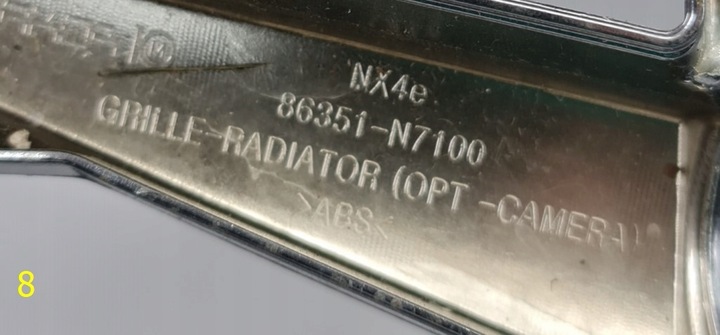 NX4e
86351-N7100
GRILLE-RADIATOR (OPT -CAMERA)
>ABS<
8